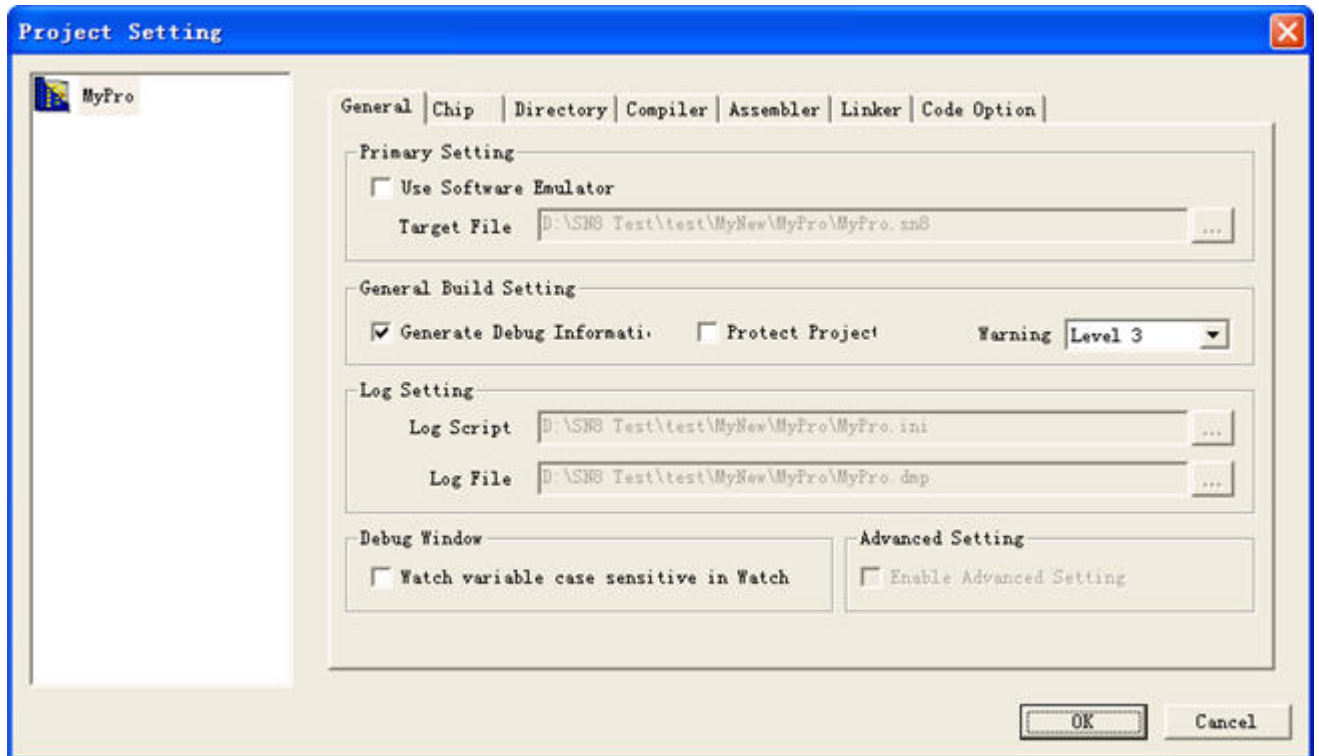 Project Setting
MyPro
General Chip Directory Compiler Assembler Linker Code Option
Primary Setting
Use Software Emulator
Target File D:\SN8 Test\test\MyNew\MyPro\MyPro.sn8 ...
General Build Setting
Generate Debug Informati Protect Project Warning Level 3
Log Setting
Log Script D:\SN8 Test\test\MyNew\MyPro\MyPro.ini ...
Log File D:\SN8 Test\test\MyNew\MyPro\MyPro.dmp ...
Debug Window Advanced Setting
Watch variable case sensitive in Watch Enable Advanced Setting
OK Cancel